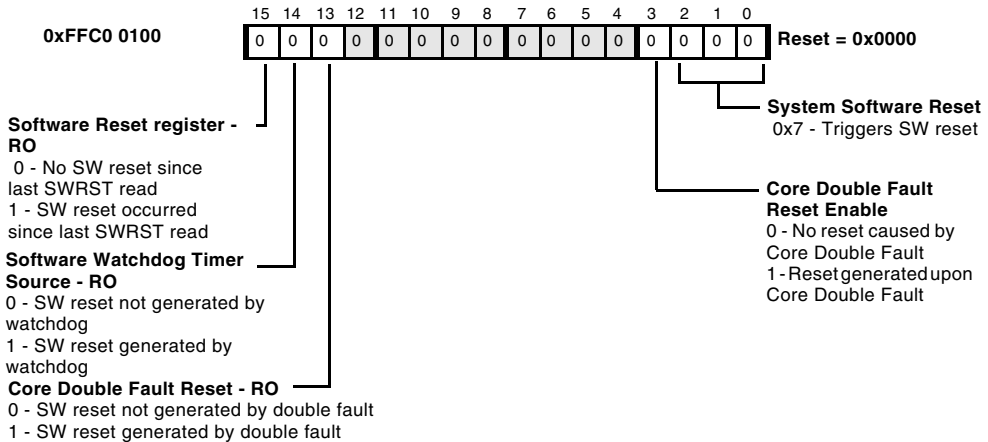 15 14 13 12 11 10 9 8 7 6 5 4 3 2 1 0
0xFFC0 0100
0 0 0 0 0 0 0 0 0 0 0 0 0 0 0 0
Reset = 0x0000
Software Reset register -
RO
0 - No SW reset since
last SWRST read
1 - SW reset occurred
since last SWRST read
Software Watchdog Timer
Source - RO
0 - SW reset not generated by
watchdog
1 - SW reset generated by
watchdog
Core Double Fault Reset - RO
0 - SW reset not generated by double fault
1 - SW reset generated by double fault
System Software Reset
0x7 - Triggers SW reset
Core Double Fault
Reset Enable
0 - No reset caused by
Core Double Fault
1 - Reset generated upon
Core Double Fault